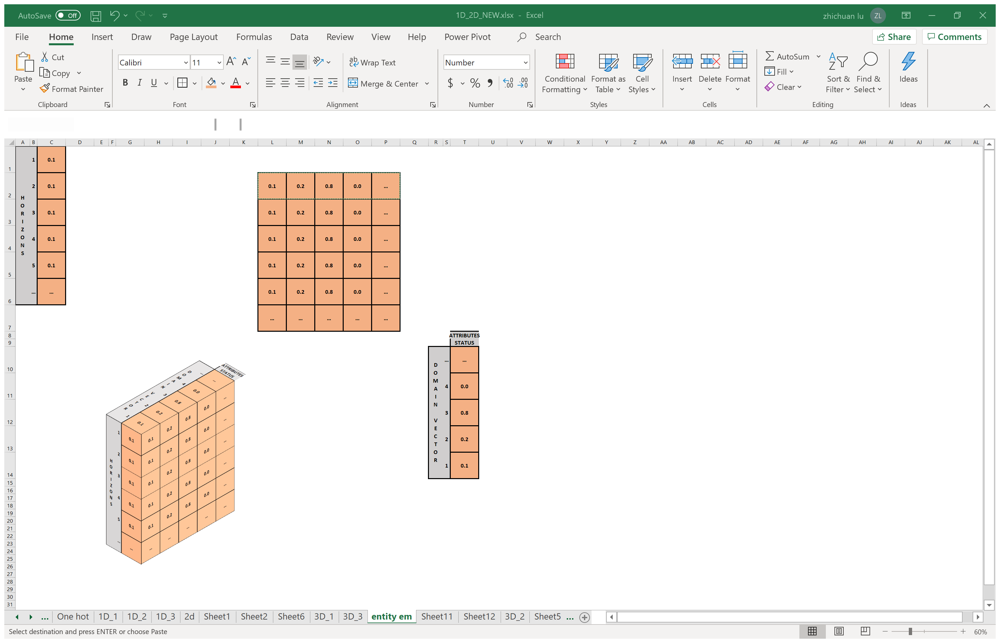 AutoSave Off 1D_2D_NEW.xlsx - Excel zhichuan lu ZL
File Home Insert Draw Page Layout Formulas Data Review View Help Power Pivot Search Share Comments
Paste Cut Copy Format Painter Clipboard
Calibri 11 B I U A Font
ab Wrap Text Merge & Center Alignment
Number $ % Number
Conditional Formatting Format as Table Cell Styles Styles
Insert Delete Format Cells
AutoSum Fill Clear Sort & Filter Find & Select Editing
Ideas Ideas
A B C D E F G H I J K L M N O P Q R S T U V W X Y Z AA AB AC AD AE AF AG AH AI AJ AK AL
1 2 3 4 5 6 7 8 9 10 11 12 13 14 15 16 17 18 19 20 21 22 23 24 25 26 27 28 29 30 31
HORIZONS
1 0.1
2 0.1
3 0.1
4 0.1
5 0.1
... ...
0.1 0.2 0.8 0.0 ...
0.1 0.2 0.8 0.0 ...
0.1 0.2 0.8 0.0 ...
0.1 0.2 0.8 0.0 ...
0.1 0.2 0.8 0.0 ...
... ... ... ... ...
ATTRIBUTES
STATUS
DOMAIN VECTOR
... ...
4 0.0
3 0.8
2 0.2
1 0.1
ATTRIBUTES
STATUS
DOMAIN VECTOR
1 2 3 4 ...
0.1 0.2 0.8 0.0 ...
HORIZONS
1 0.1 0.1 0.2 0.8 0.0 ...
2 0.1 0.1 0.2 0.8 0.0 ...
3 0.1 0.1 0.2 0.8 0.0 ...
4 0.1 0.1 0.2 0.8 0.0 ...
5 0.1 0.1 0.2 0.8 0.0 ...
... ... ... ... ... ... ...
... One hot 1D_1 1D_2 1D_3 2d Sheet1 Sheet2 Sheet6 3D_1 3D_3 entity em Sheet11 Sheet12 3D_2 Sheet5 ...
Select destination and press ENTER or choose Paste 60%